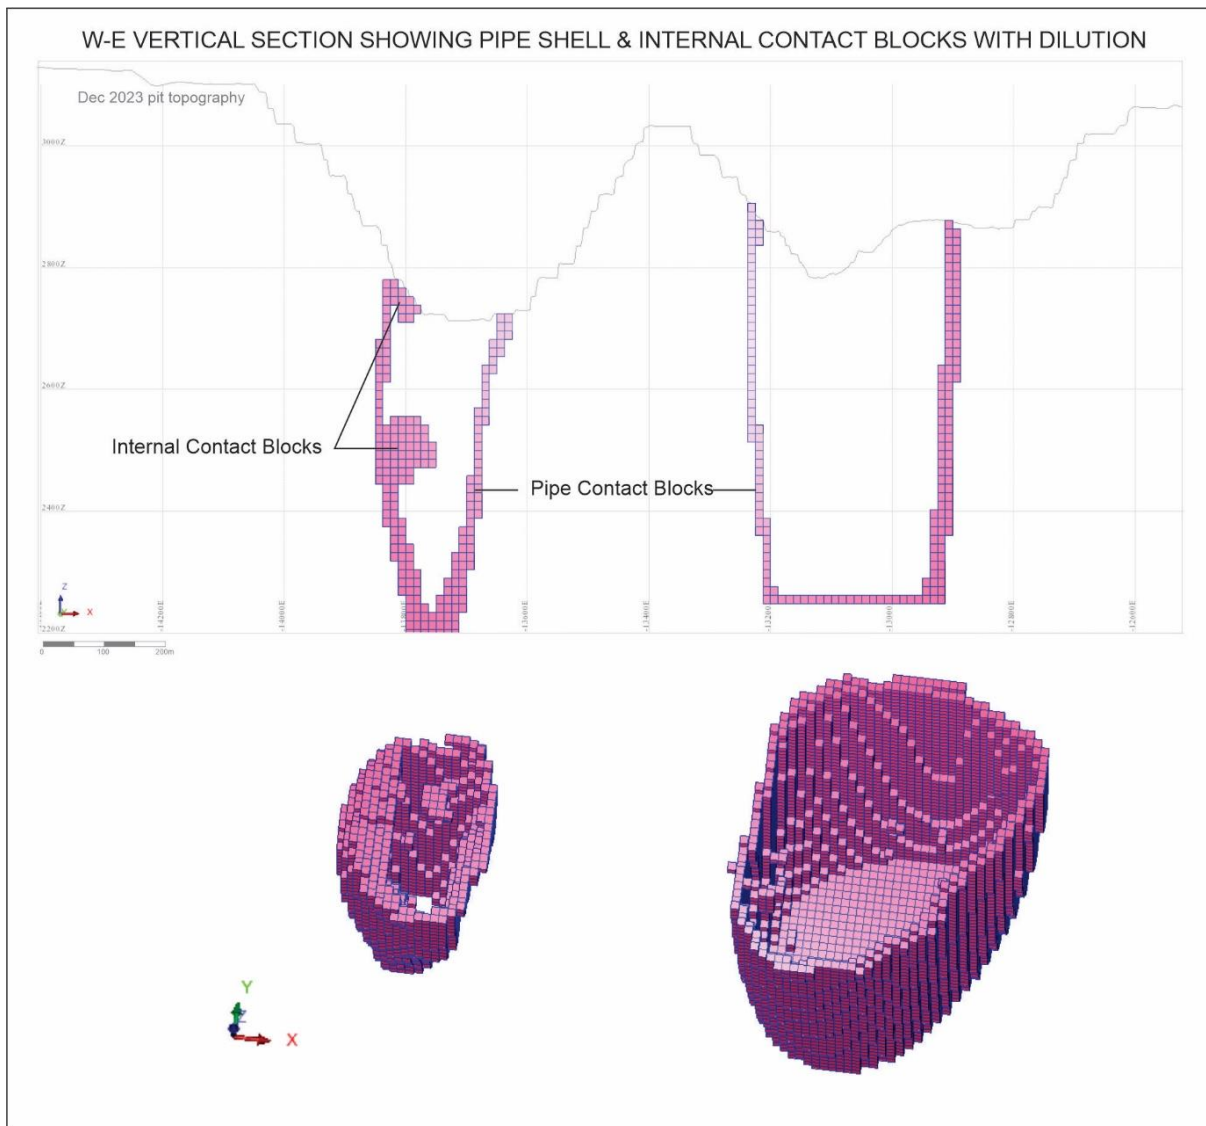 W-E VERTICAL SECTION SHOWING PIPE SHELL & INTERNAL CONTACT BLOCKS WITH DILUTION
Dec 2023 pit topography
3000Z
2800Z
2600Z
Internal Contact Blocks
Pipe Contact Blocks
2400Z
Z
X
2200Z
-14200E
-14000E
-13800E
-13600E
-13400E
-13200E
-13000E
-12800E
-12600E
0 100 200m
Y
Z
X